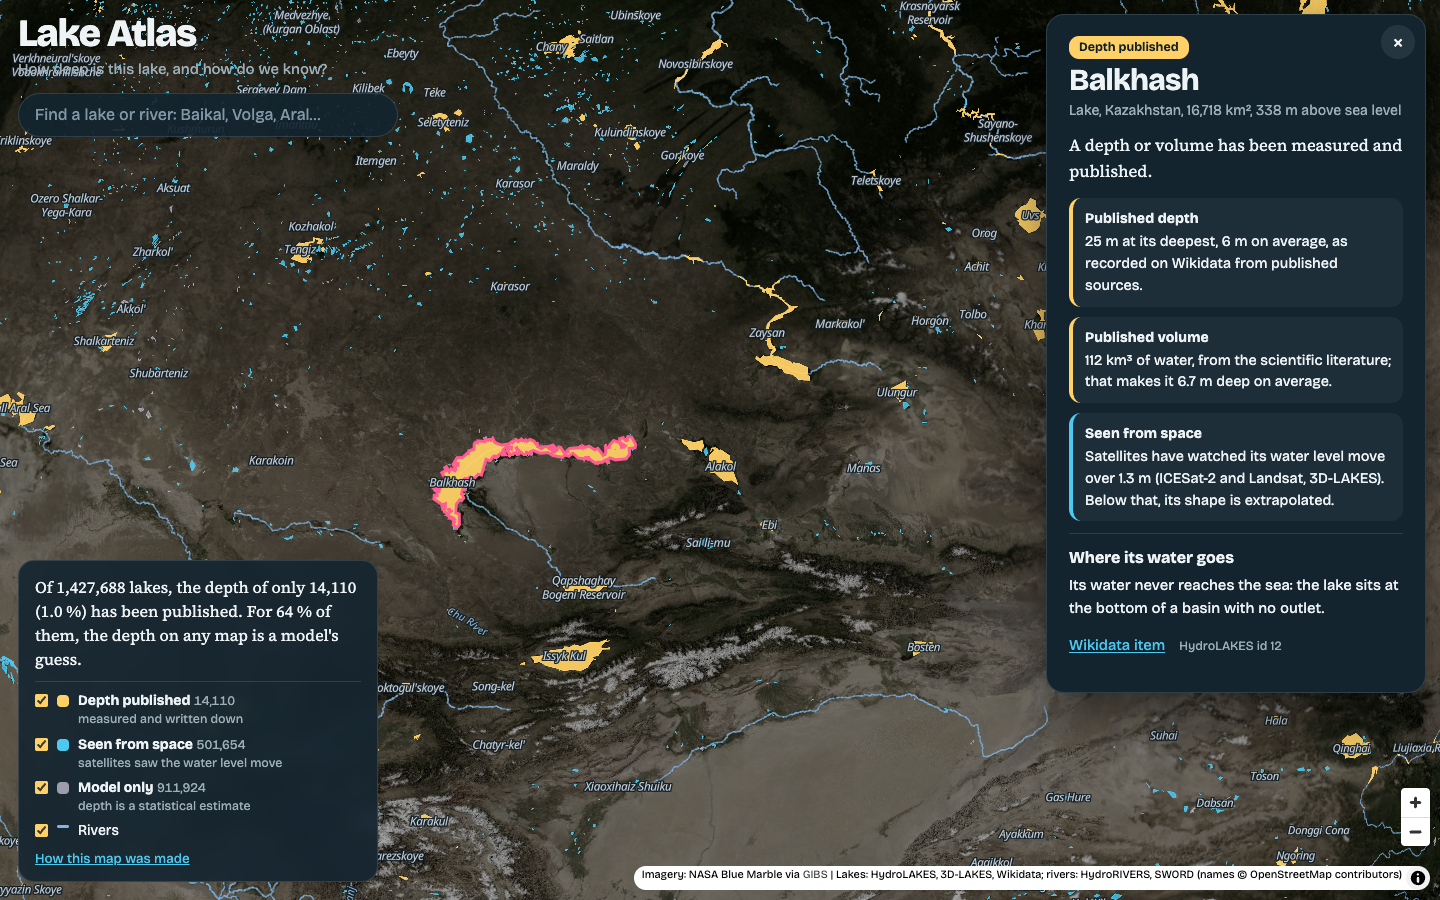 Lake Atlas
How deep is this lake, and how do we know?
Find a lake or river: Baikal, Volga, Aral...
Medvezhye,
(Kurgan Oblast)
Verkhneural'skoye
Sergeyev Dam
Kilibek
Ebeyty
Teke
Seletyteniz
Itemgen
Ubinskoye
Chany
Saitlan
Novosibirskoye
Krasnoyarsk
Reservoir
Kulundinskoye
Gor'koye
Maraldy
Karasor
Sayano-
Shushenskoye
Teletskoye
Aksuat
Ozero Shalkar-
Yega-Kara
Kozhakol'
Zharkol'
Tengiz
Uvs
Orog
Achit
Karasor
Akkol'
Shalkarteniz
Shubarteniz
Zaysan
Markakol'
Horgon
Tolbo
Ulungur
Aral Sea
Sea
Karakoin
Balkhash
Alakol
Manas
Ebi
Sailimu
Qapshaghay
Bogeni Reservoir
Chu River
Issyk Kul
Bosten
Song-kel
Chatyr-kel'
Xiaoxihaiz Shuiku
Karakul
Hala
Suhai
Qinghai
Toson
Gas Hure
Dabsan
Ayakkum
Donggi Cona
Ngoring
Aqqikkol
Of 1,427,688 lakes, the depth of only 14,110
(1.0 %) has been published. For 64 % of
them, the depth on any map is a model's
guess.
Depth published 14,110
measured and written down
Seen from space 501,654
satellites saw the water level move
Model only 911,924
depth is a statistical estimate
Rivers
How this map was made
Depth published
×
Balkhash
Lake, Kazakhstan, 16,718 km², 338 m above sea level
A depth or volume has been measured and
published.
Published depth
25 m at its deepest, 6 m on average, as
recorded on Wikidata from published
sources.
Published volume
112 km³ of water, from the scientific literature;
that makes it 6.7 m deep on average.
Seen from space
Satellites have watched its water level move
over 1.3 m (ICESat-2 and Landsat, 3D-LAKES).
Below that, its shape is extrapolated.
Where its water goes
Its water never reaches the sea: the lake sits at
the bottom of a basin with no outlet.
Wikidata item HydroLAKES id 12
+
−
Imagery: NASA Blue Marble via GIBS | Lakes: HydroLAKES, 3D-LAKES, Wikidata; rivers: HydroRIVERS, SWORD (names © OpenStreetMap contributors)